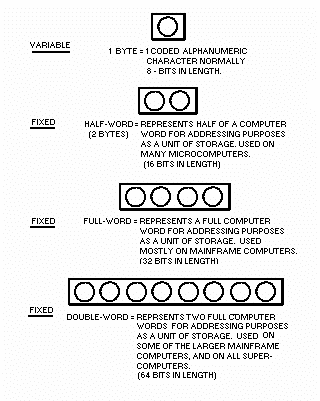 VARIABLE
1 BYTE = 1 CODED ALPHANUMERIC
CHARACTER NORMALLY
8 - BITS IN LENGTH.
FIXED
HALF-WORD = REPRESENTS HALF OF A COMPUTER
(2 BYTES) WORD FOR ADDRESSING PURPOSES
AS A UNIT OF STORAGE. USED ON
MANY MICROCOMPUTERS.
(16 BITS IN LENGTH)
FIXED
FULL-WORD = REPRESENTS A FULL COMPUTER
WORD FOR ADDRESSING PURPOSES
AS A UNIT OF STORAGE. USED
MOSTLY ON MAINFRAME COMPUTERS.
(32 BITS IN LENGTH)
FIXED
DOUBLE-WORD = REPRSENTS TWO FULL COMPUTER
WORDS FOR ADDRESSING PURPOSES
AS A UNIT OF STORAGE. USED ON
SOME OF THE LARGER MAINFRAME
COMPUTERS, AND ON ALL SUPER-
COMPUTERS.
(64 BITS IN LENGTH)